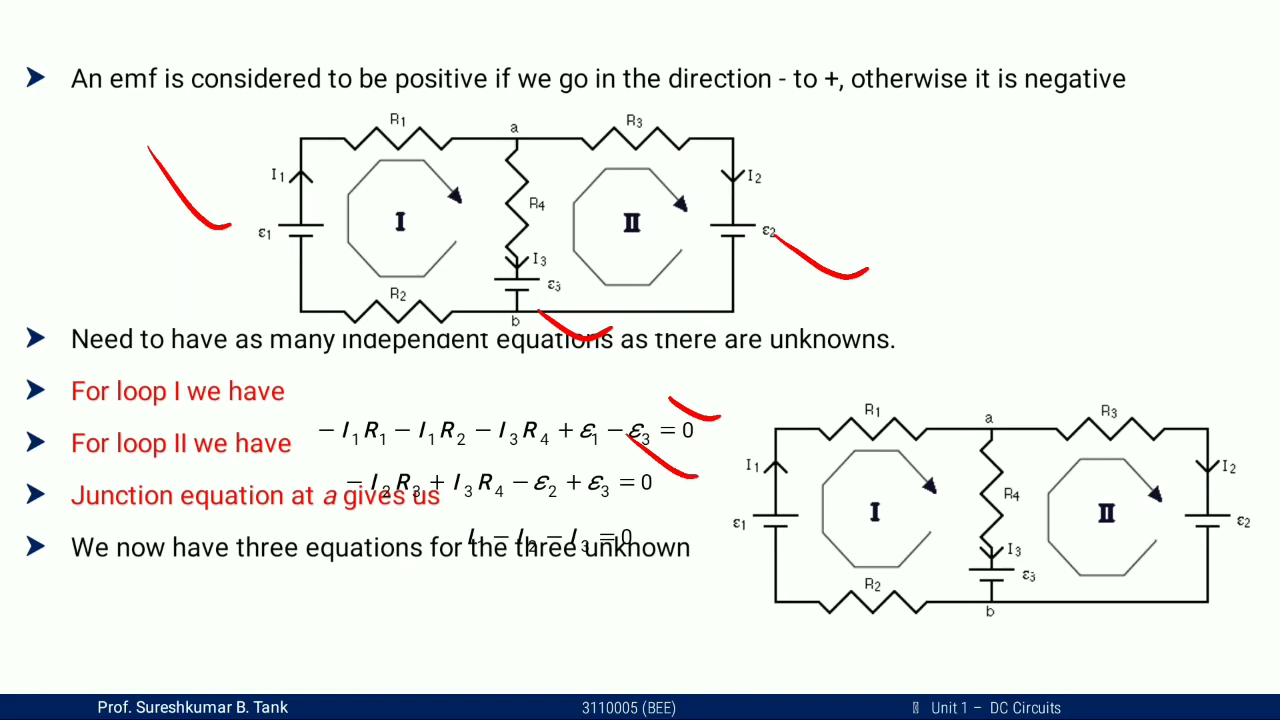 ➤ An emf is considered to be positive if we go in the direction - to +, otherwise it is negative
R₁ a R₃
I₁ I₂
I II R₄
ε₁ ε₂
I₃
ε₃
R₂
b
➤ Need to have as many independent equations as there are unknowns.
➤ For loop I we have
− I₁R₁ − I₁R₂ − I₃R₄ + ε₁ − ε₃ = 0
➤ For loop II we have
− I₂R₃ + I₃R₄ − ε₂ + ε₃ = 0
➤ Junction equation at a gives us
I₁ − I₂ − I₃ = 0
➤ We now have three equations for the three unknown
R₁ a R₃
I₁ I₂
R₄
I II
ε₁ ε₂
I₃
ε₃
R₂
b
Prof. Sureshkumar B. Tank 3110005 (BEE) Unit 1 – DC Circuits